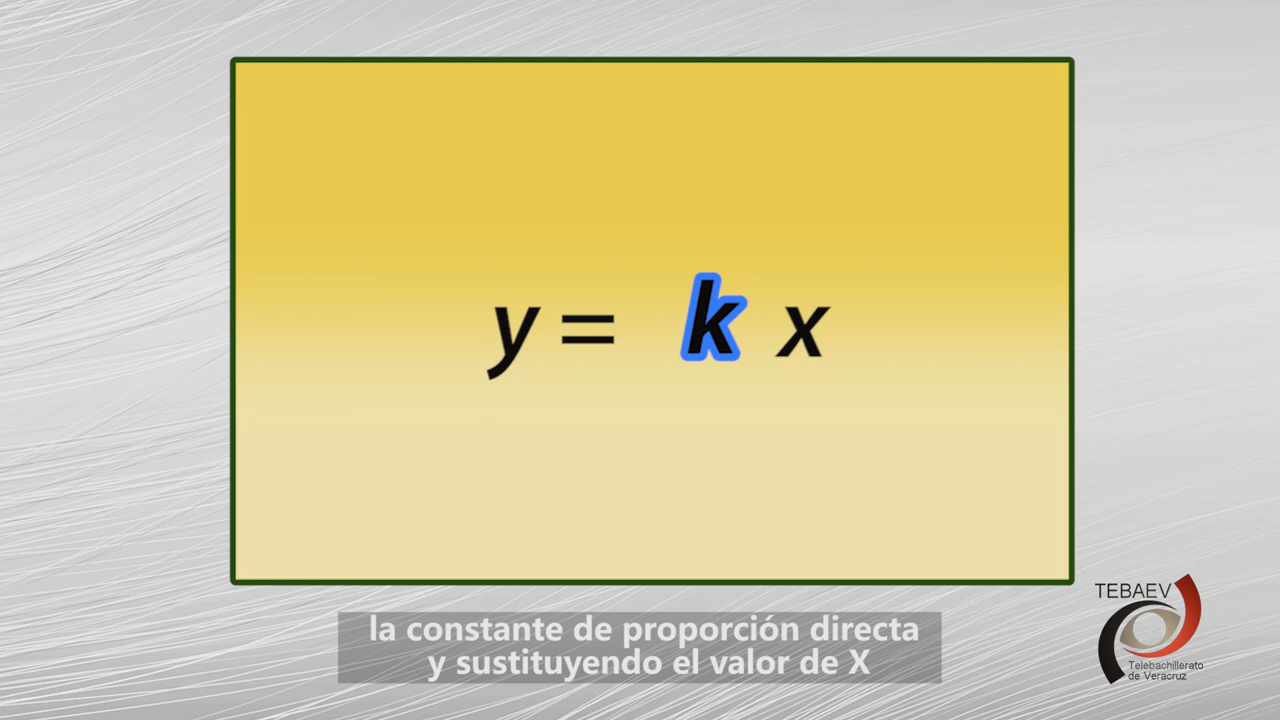 y = k x
la constante de proporción directa
y sustituyendo el valor de X
TEBAEV
Telebachillerato
de Veracruz